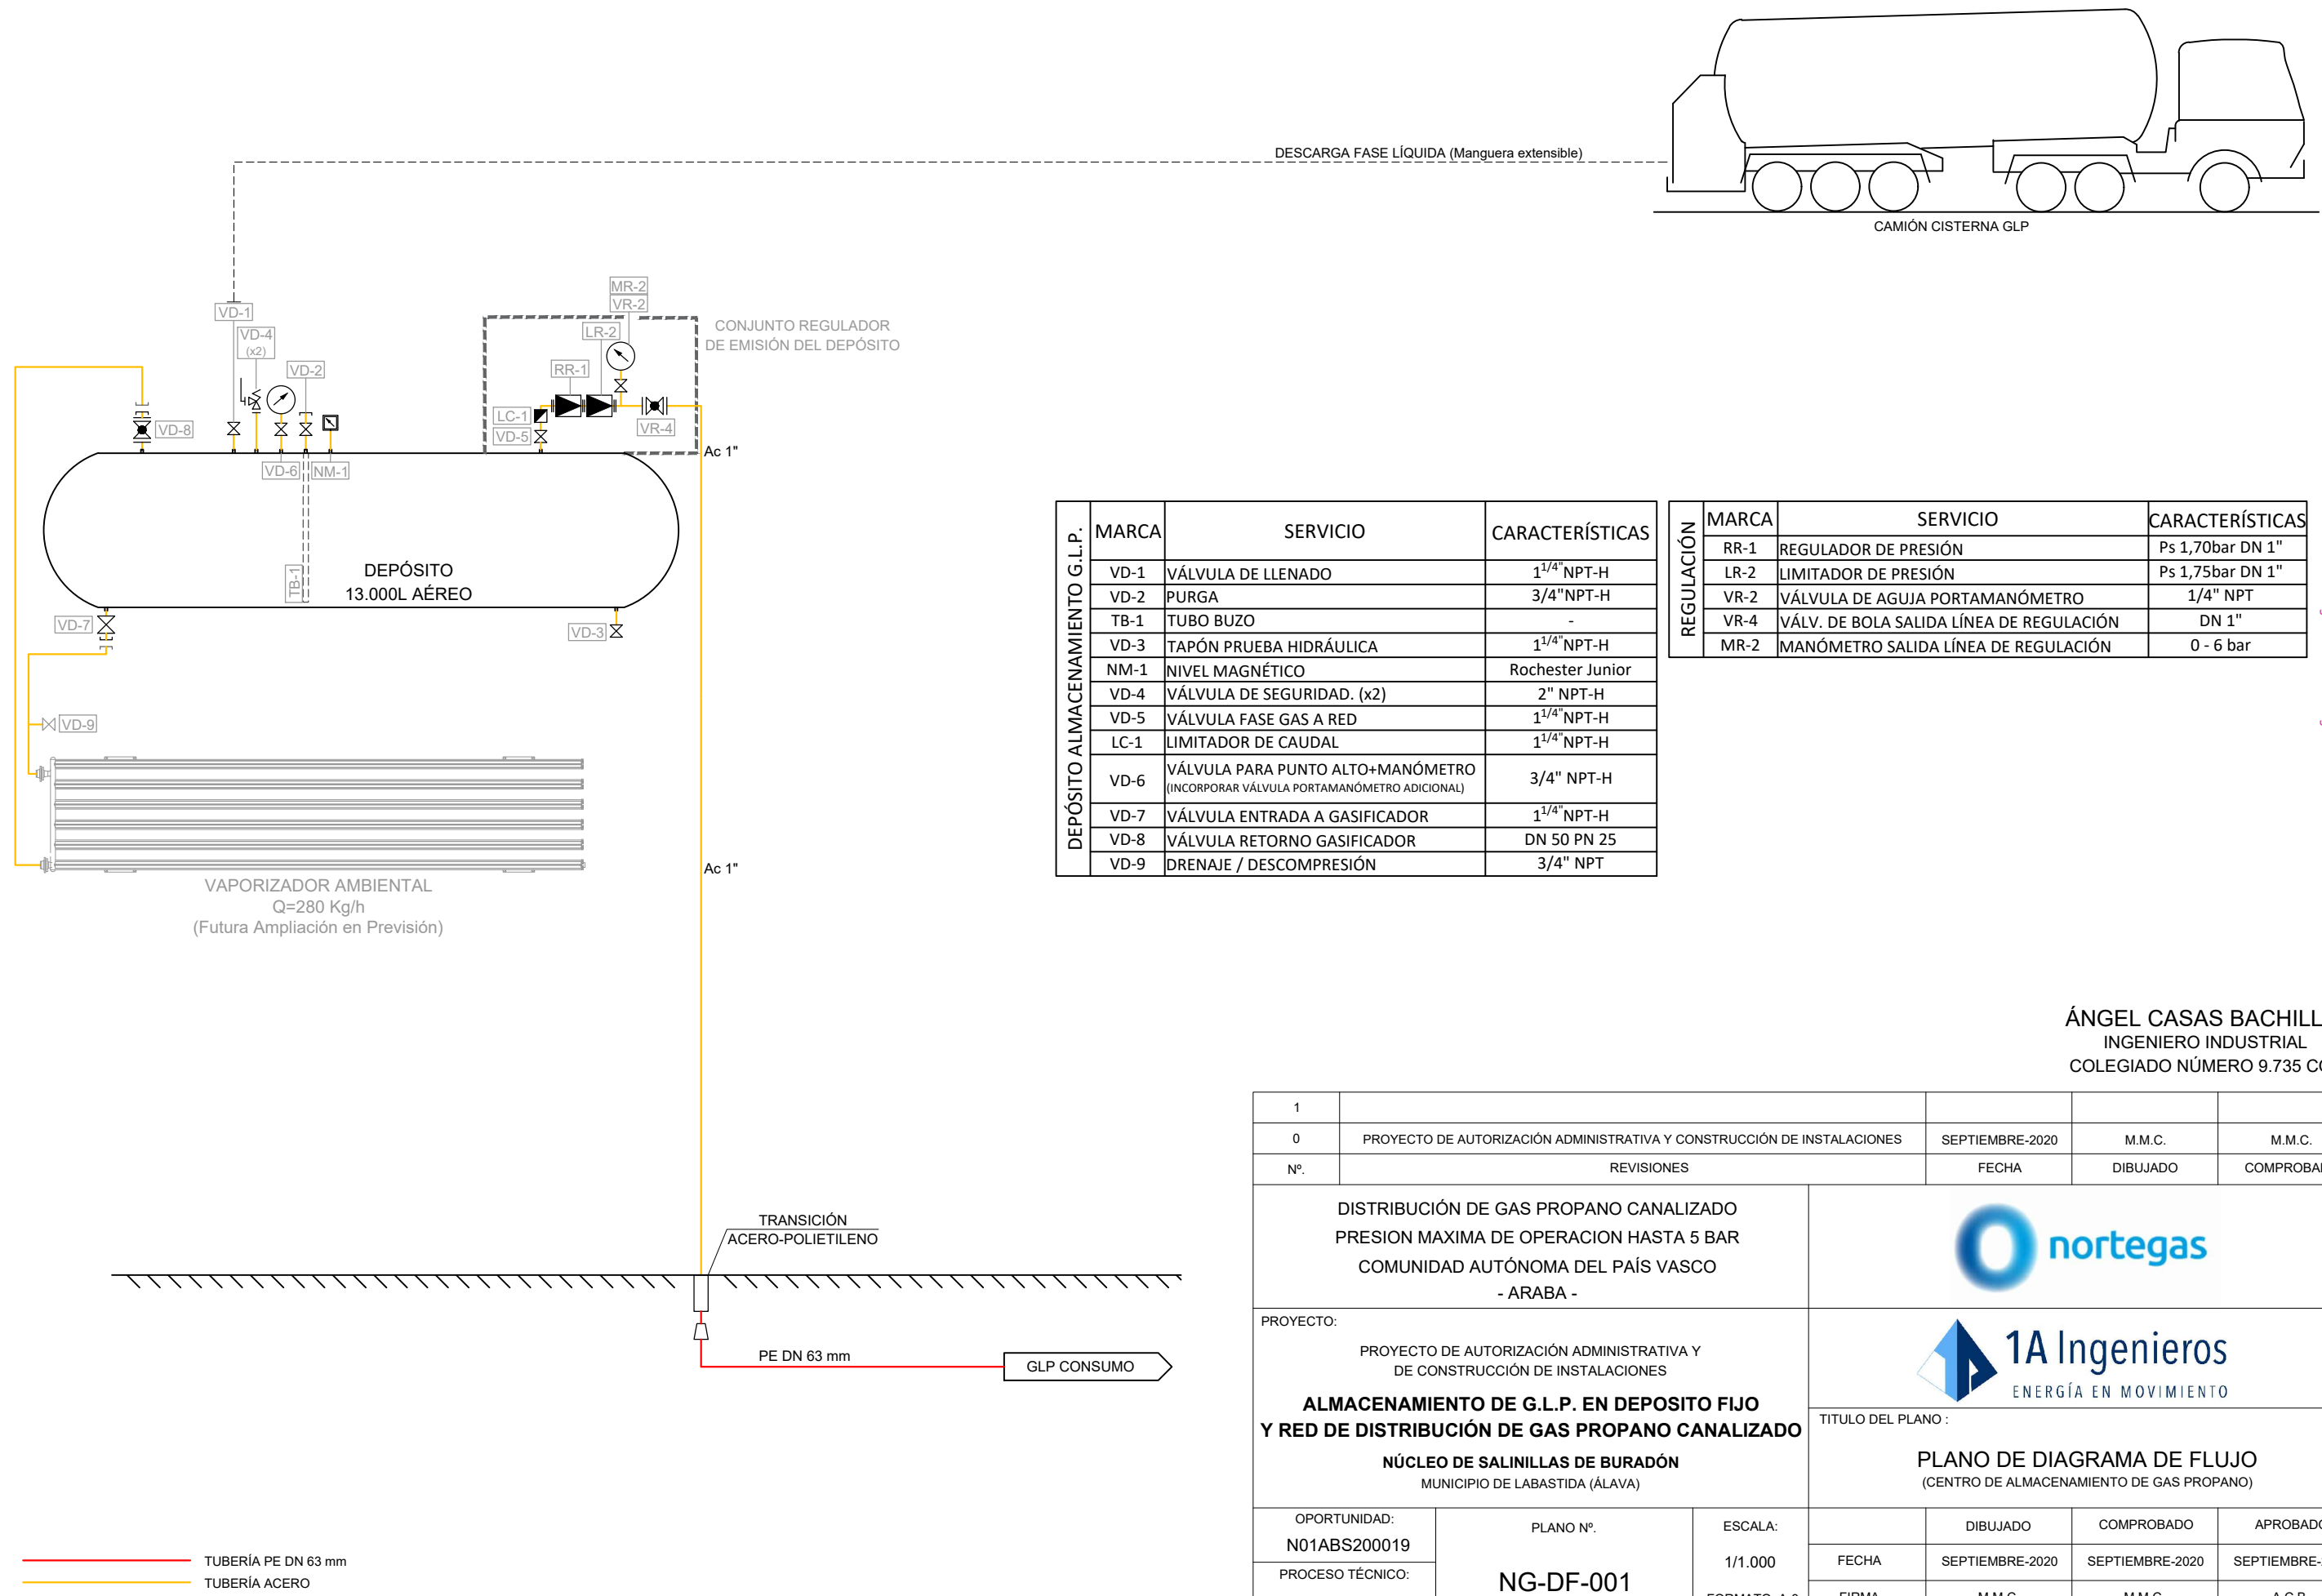 DESCARGA FASE LÍQUIDA (Manguera extensible)
CAMIÓN CISTERNA GLP
MR-2
VR-2
VD-1
VD-4
(x2)
LR-2
CONJUNTO REGULADOR
DE EMISIÓN DEL DEPÓSITO
VD-2
RR-1
LC-1
VD-8
VD-5
VR-4
Ac 1"
VD-6
NM-1
TB-1
DEPÓSITO
13.000L AÉREO
VD-7
VD-3
VD-9
Ac 1"
VAPORIZADOR AMBIENTAL
Q=280 Kg/h
(Futura Ampliación en Previsión)
DEPÓSITO ALMACENAMIENTO G.L.P.
MARCA SERVICIO CARACTERÍSTICAS
VD-1 VÁLVULA DE LLENADO 1 1/4"NPT-H
VD-2 PURGA 3/4"NPT-H
TB-1 TUBO BUZO -
VD-3 TAPÓN PRUEBA HIDRÁULICA 1 1/4"NPT-H
NM-1 NIVEL MAGNÉTICO Rochester Junior
VD-4 VÁLVULA DE SEGURIDAD. (x2) 2" NPT-H
VD-5 VÁLVULA FASE GAS A RED 1 1/4"NPT-H
LC-1 LIMITADOR DE CAUDAL 1 1/4"NPT-H
VD-6 VÁLVULA PARA PUNTO ALTO+MANÓMETRO 3/4" NPT-H
(INCORPORAR VÁLVULA PORTAMANÓMETRO ADICIONAL)
VD-7 VÁLVULA ENTRADA A GASIFICADOR 1 1/4"NPT-H
VD-8 VÁLVULA RETORNO GASIFICADOR DN 50 PN 25
VD-9 DRENAJE / DESCOMPRESIÓN 3/4" NPT
REGULACIÓN
MARCA SERVICIO CARACTERÍSTICAS
RR-1 REGULADOR DE PRESIÓN Ps 1,70bar DN 1"
LR-2 LIMITADOR DE PRESIÓN Ps 1,75bar DN 1"
VR-2 VÁLVULA DE AGUJA PORTAMANÓMETRO 1/4" NPT
VR-4 VÁLV. DE BOLA SALIDA LÍNEA DE REGULACIÓN DN 1"
MR-2 MANÓMETRO SALIDA LÍNEA DE REGULACIÓN 0 - 6 bar
TRANSICIÓN
ACERO-POLIETILENO
PE DN 63 mm
GLP CONSUMO
TUBERÍA PE DN 63 mm
TUBERÍA ACERO
ÁNGEL CASAS BACHILL
INGENIERO INDUSTRIAL
COLEGIADO NÚMERO 9.735 CO
1
0 PROYECTO DE AUTORIZACIÓN ADMINISTRATIVA Y CONSTRUCCIÓN DE INSTALACIONES SEPTIEMBRE-2020 M.M.C. M.M.C.
Nº. REVISIONES FECHA DIBUJADO COMPROBA
DISTRIBUCIÓN DE GAS PROPANO CANALIZADO
PRESION MAXIMA DE OPERACION HASTA 5 BAR
COMUNIDAD AUTÓNOMA DEL PAÍS VASCO
- ARABA -
nortegas
PROYECTO:
PROYECTO DE AUTORIZACIÓN ADMINISTRATIVA Y
DE CONSTRUCCIÓN DE INSTALACIONES
ALMACENAMIENTO DE G.L.P. EN DEPOSITO FIJO
Y RED DE DISTRIBUCIÓN DE GAS PROPANO CANALIZADO
NÚCLEO DE SALINILLAS DE BURADÓN
MUNICIPIO DE LABASTIDA (ÁLAVA)
1A Ingenieros
ENERGÍA EN MOVIMIENTO
TITULO DEL PLANO :
PLANO DE DIAGRAMA DE FLUJO
(CENTRO DE ALMACENAMIENTO DE GAS PROPANO)
OPORTUNIDAD:
N01ABS200019
PROCESO TÉCNICO:
PLANO Nº.
NG-DF-001
ESCALA:
1/1.000
DIBUJADO COMPROBADO APROBADO
FECHA SEPTIEMBRE-2020 SEPTIEMBRE-2020 SEPTIEMBRE-